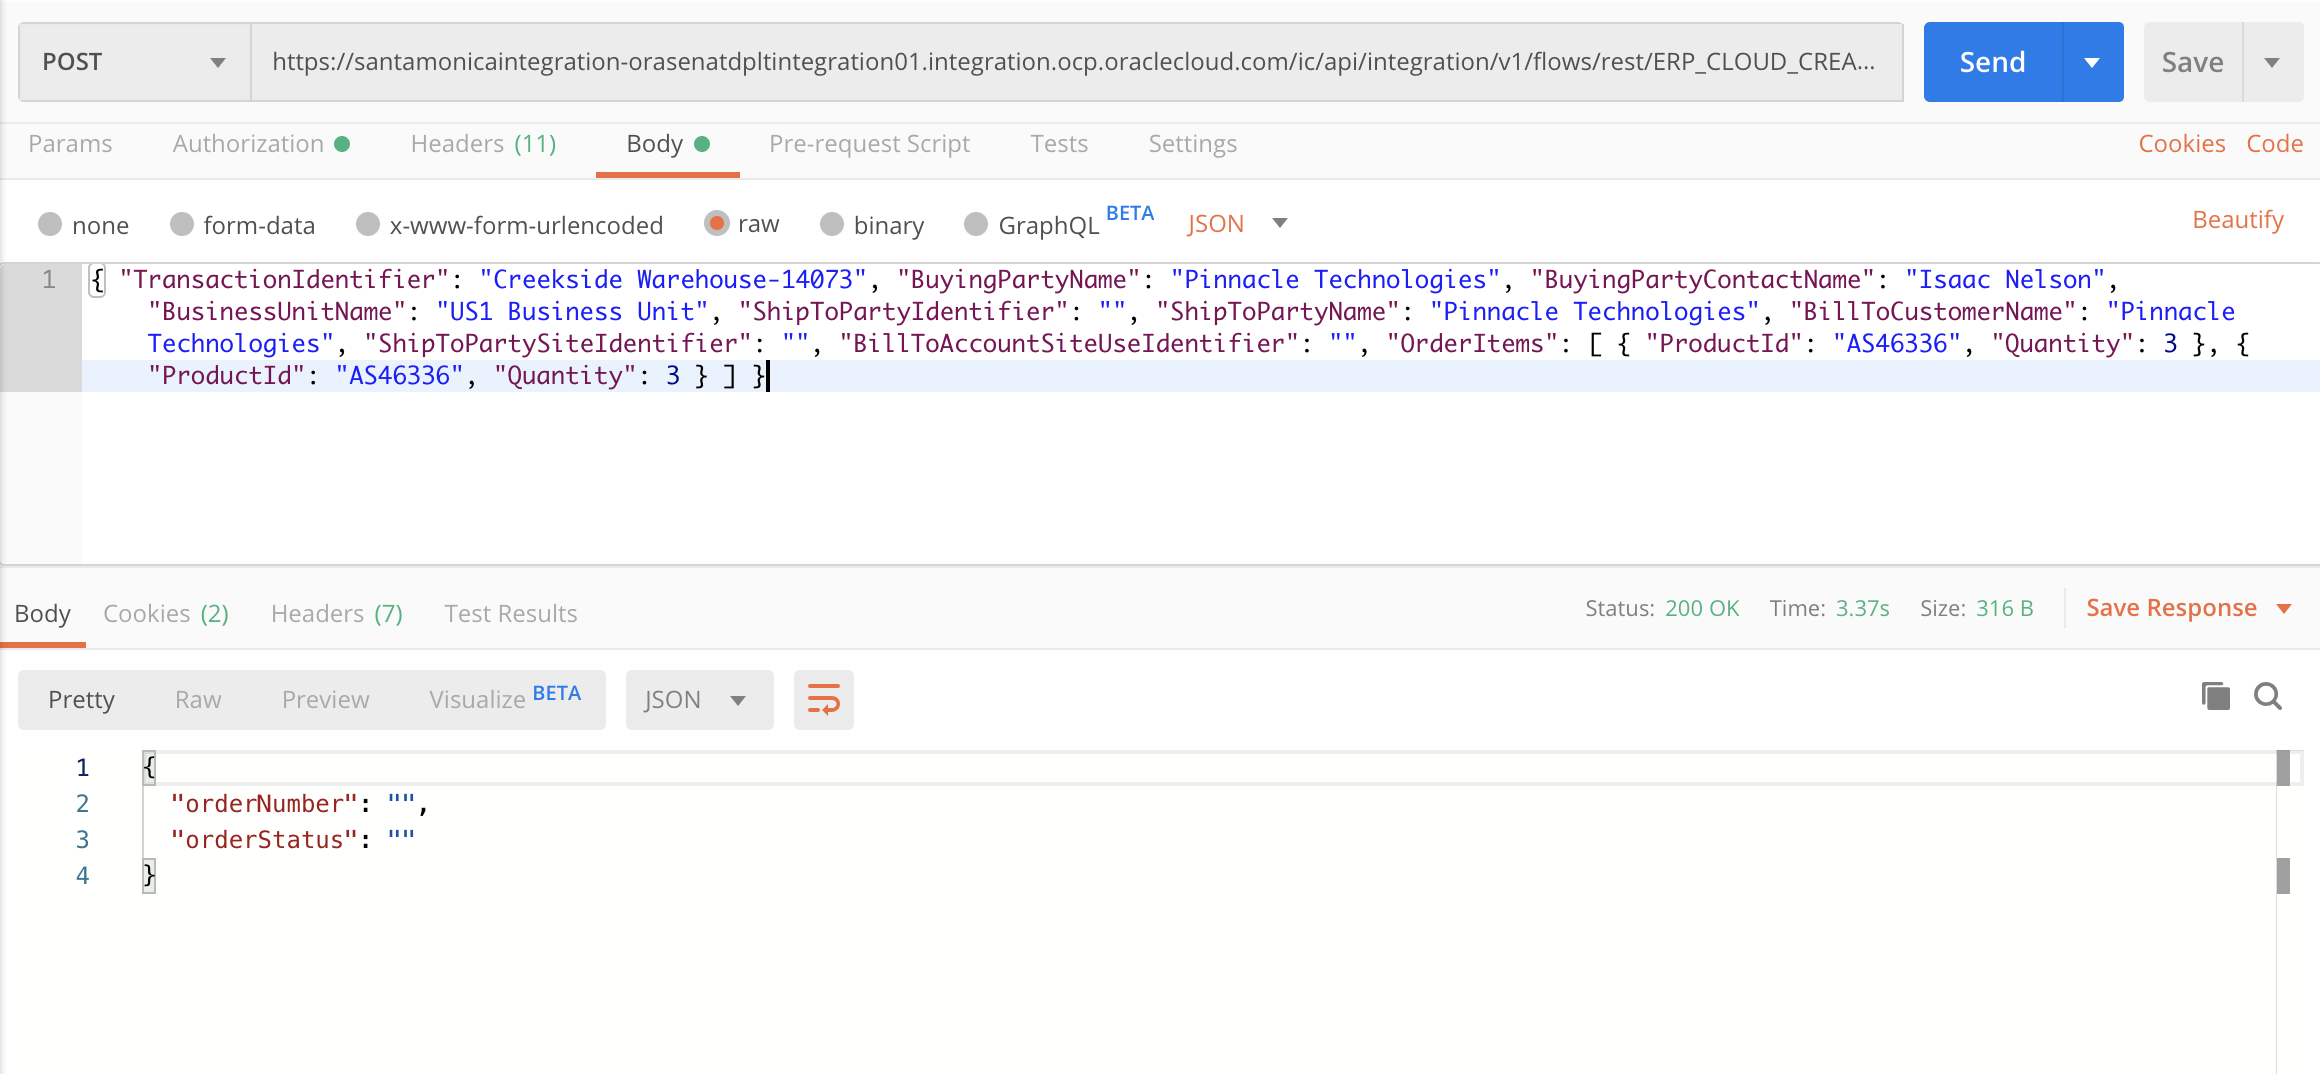 POST https://santamonicaintegration-orasenatdpltintegration01.integration.ocp.oraclecloud.com/ic/api/integration/v1/flows/rest/ERP_CLOUD_CREA... Send Save
Params Authorization Headers (11) Body Pre-request Script Tests Settings Cookies Code
none form-data x-www-form-urlencoded raw binary GraphQL BETA JSON Beautify
1 { "TransactionIdentifier": "Creekside Warehouse-14073", "BuyingPartyName": "Pinnacle Technologies", "BuyingPartyContactName": "Isaac Nelson",
"BusinessUnitName": "US1 Business Unit", "ShipToPartyIdentifier": "", "ShipToPartyName": "Pinnacle Technologies", "BillToCustomerName": "Pinnacle
Technologies", "ShipToPartySiteIdentifier": "", "BillToAccountSiteUseIdentifier": "", "OrderItems": [ { "ProductId": "AS46336", "Quantity": 3 }, {
"ProductId": "AS46336", "Quantity": 3 } ] }
Body Cookies (2) Headers (7) Test Results Status: 200 OK Time: 3.37s Size: 316 B Save Response
Pretty Raw Preview Visualize BETA JSON
1 {
2 "orderNumber": "",
3 "orderStatus": ""
4 }